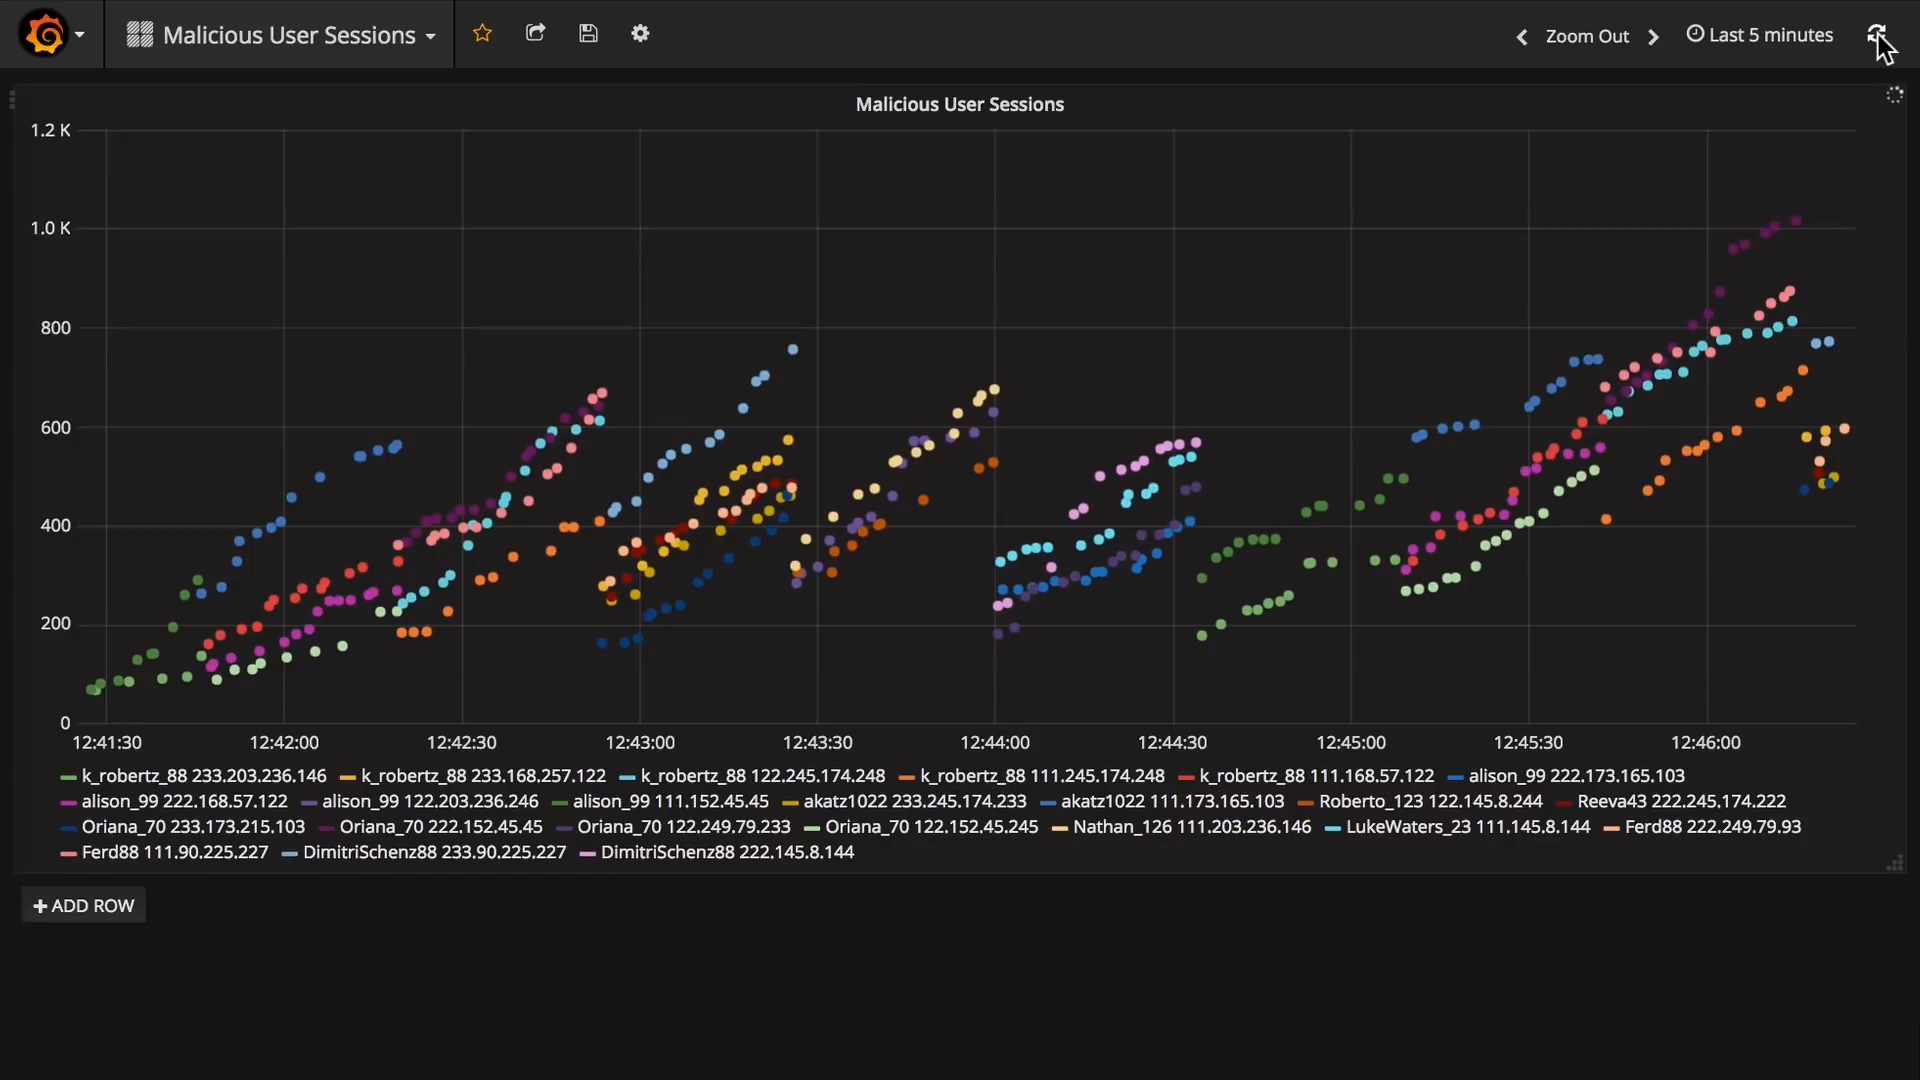 Malicious User Sessions
Zoom Out
Last 5 minutes
Malicious User Sessions
1.2 K
1.0 K
800
600
400
200
0
12:41:30 12:42:00 12:42:30 12:43:00 12:43:30 12:44:00 12:44:30 12:45:00 12:45:30 12:46:00
k_robertz_88 233.203.236.146 k_robertz_88 233.168.257.122 k_robertz_88 122.245.174.248 k_robertz_88 111.245.174.248 k_robertz_88 111.168.57.122 alison_99 222.173.165.103
alison_99 222.168.57.122 alison_99 122.203.236.246 alison_99 111.152.45.45 akatz1022 233.245.174.233 akatz1022 111.173.165.103 Roberto_123 122.145.8.244 Reeva43 222.245.174.222
Oriana_70 233.173.215.103 Oriana_70 222.152.45.45 Oriana_70 122.249.79.233 Oriana_70 122.152.45.245 Nathan_126 111.203.236.146 LukeWaters_23 111.145.8.144 Ferd88 222.249.79.93
Ferd88 111.90.225.227 DimitriSchenz88 233.90.225.227 DimitriSchenz88 222.145.8.144
+ ADD ROW